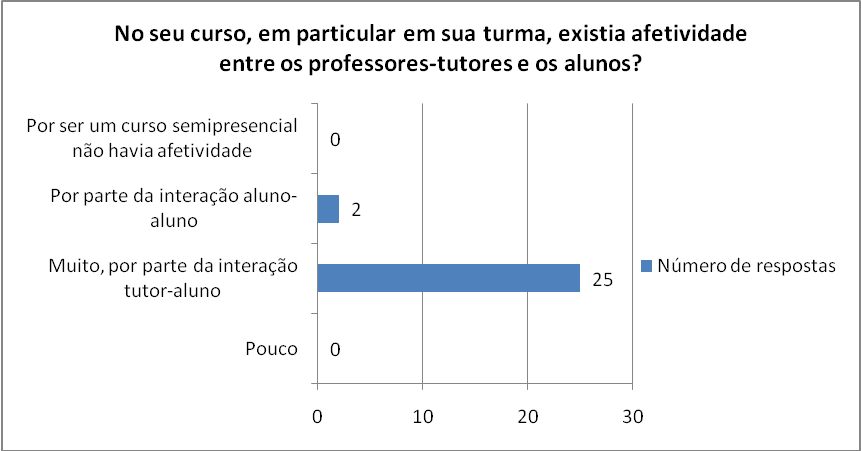 No seu curso, em particular em sua turma, existia afetividade
entre os professores-tutores e os alunos?
Por ser um curso semipresencial
não havia afetividade
0
Por parte da interação aluno-
aluno
2
Muito, por parte da interação
tutor-aluno
25
Pouco
0
Número de respostas
0 10 20 30